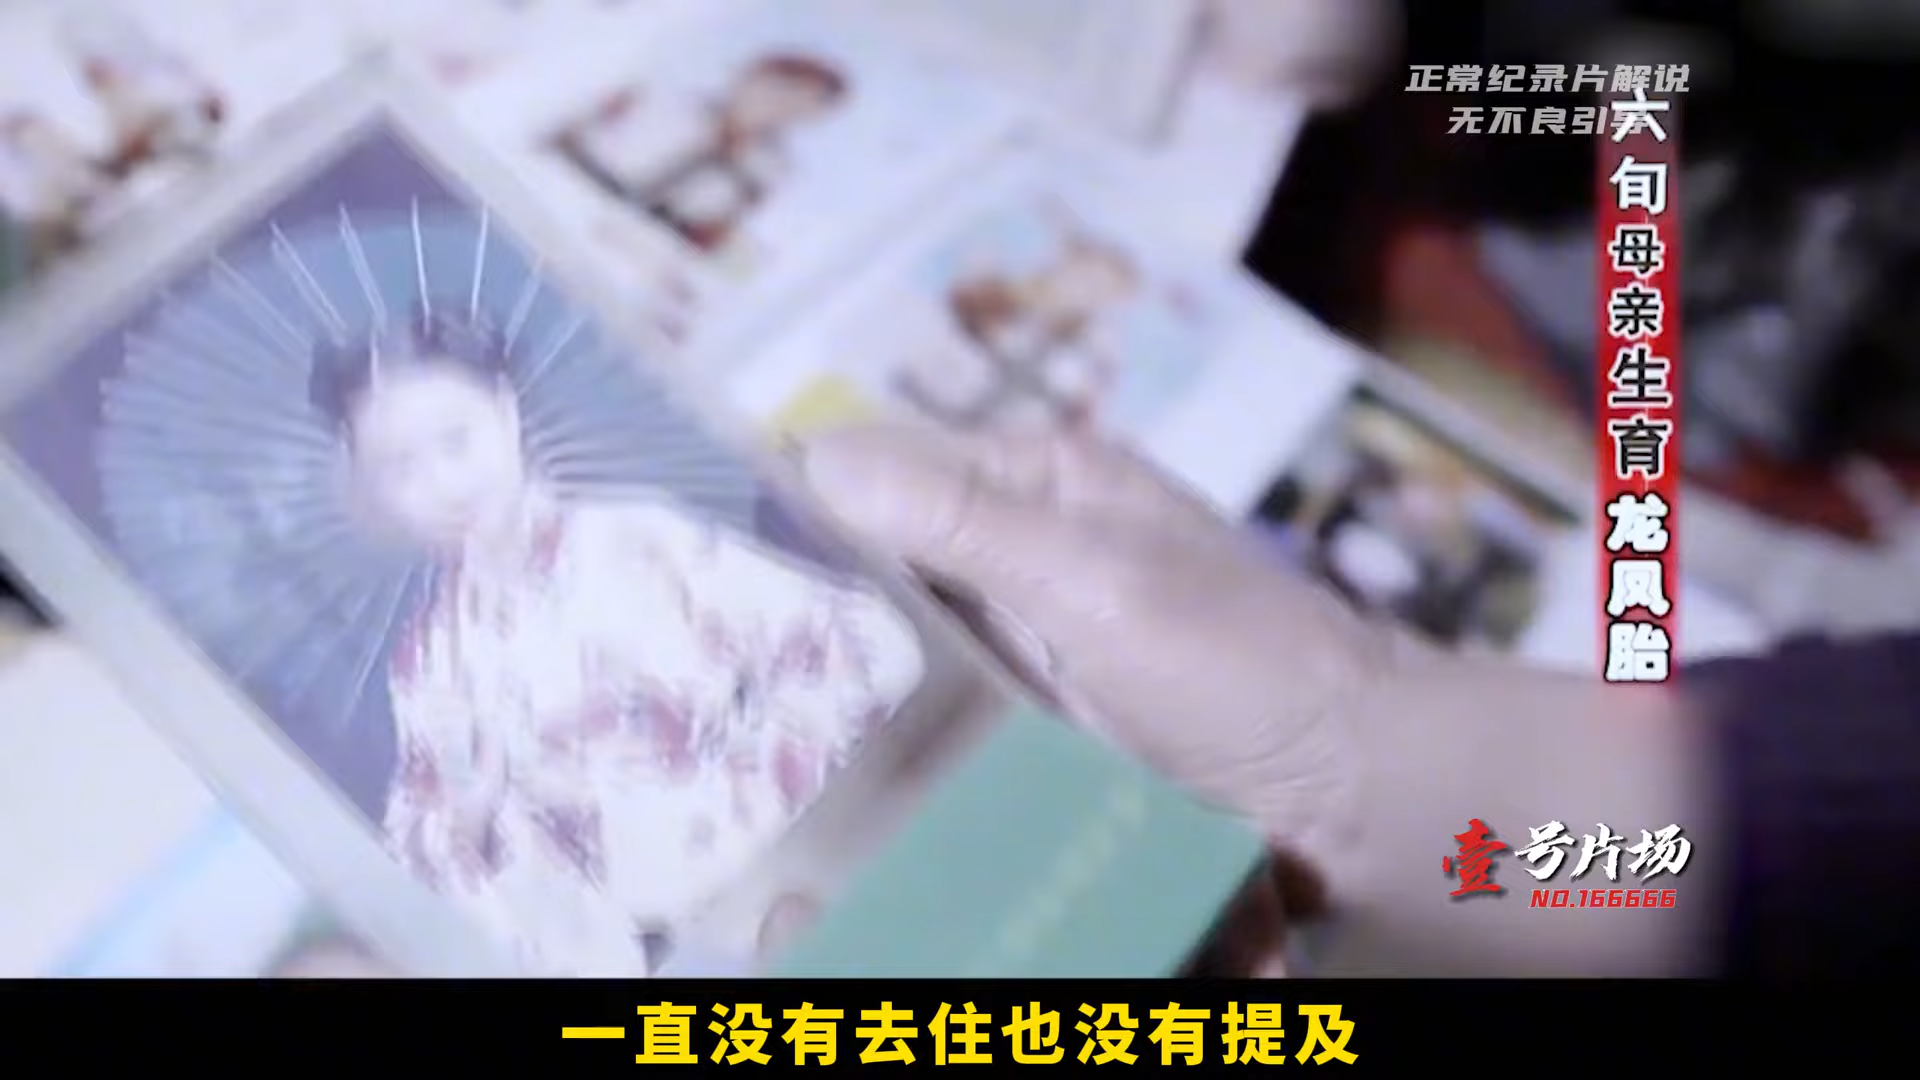 正常纪录片解说
无不良引导
六旬母亲生育龙凤胎
壹号片场
NO.166666
一直没有去住也没有提及